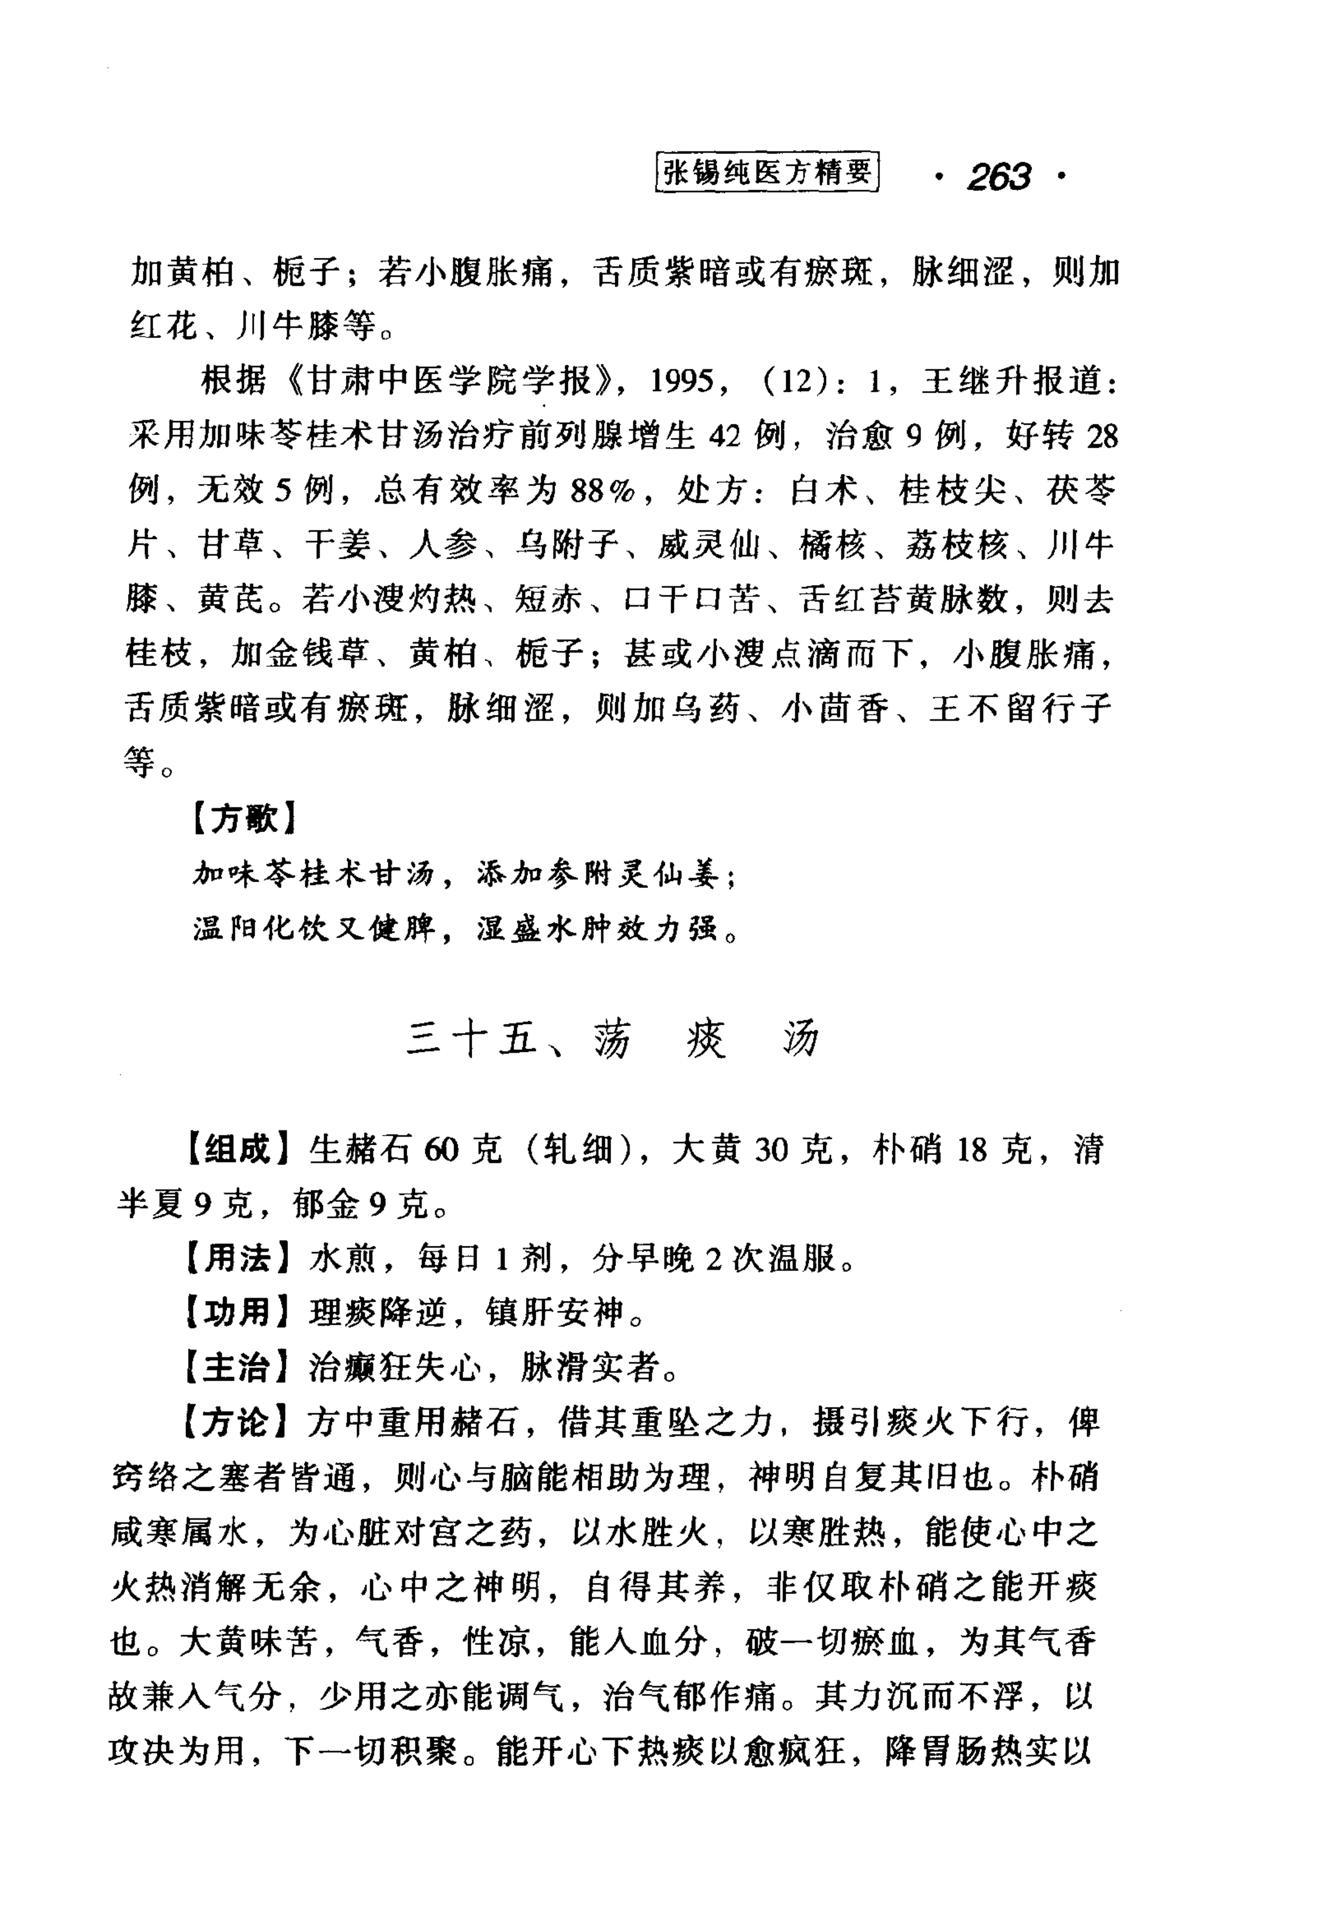 张锡纯医方精要 · 263 ·
加黄柏、栀子；若小腹胀痛，舌质紫暗或有瘀斑，脉细涩，则加
红花、川牛膝等。
根据《甘肃中医学院学报》，1995，（12）：1，王继升报道：
采用加味苓桂术甘汤治疗前列腺增生 42 例，治愈 9 例，好转 28
例，无效 5 例，总有效率为 88%，处方：白术、桂枝尖、茯苓
片、甘草、干姜、人参、乌附子、威灵仙、橘核、荔枝核、川牛
膝、黄芪。若小溲灼热、短赤、口干口苦、舌红苔黄脉数，则去
桂枝，加金钱草、黄柏、栀子；甚或小溲点滴而下，小腹胀痛，
舌质紫暗或有瘀斑，脉细涩，则加乌药、小茴香、王不留行子
等。
【方歌】
加味苓桂术甘汤，添加参附灵仙姜；
温阳化饮又健脾，湿盛水肿效力强。
三十五、荡 痰 汤
【组成】生赭石 60 克（轧细），大黄 30 克，朴硝 18 克，清
半夏 9 克，郁金 9 克。
【用法】水煎，每日 1 剂，分早晚 2 次温服。
【功用】理痰降逆，镇肝安神。
【主治】治癫狂失心，脉滑实者。
【方论】方中重用赭石，借其重坠之力，摄引痰火下行，俾
窍络之塞者皆通，则心与脑能相助为理，神明自复其旧也。朴硝
咸寒属水，为心脏对宫之药，以水胜火，以寒胜热，能使心中之
火热消解无余，心中之神明，自得其养，非仅取朴硝之能开痰
也。大黄味苦，气香，性凉，能入血分，破一切瘀血，为其气香
故兼入气分，少用之亦能调气，治气郁作痛。其力沉而不浮，以
攻决为用，下一切积聚。能开心下热痰以愈疯狂，降胃肠热实以